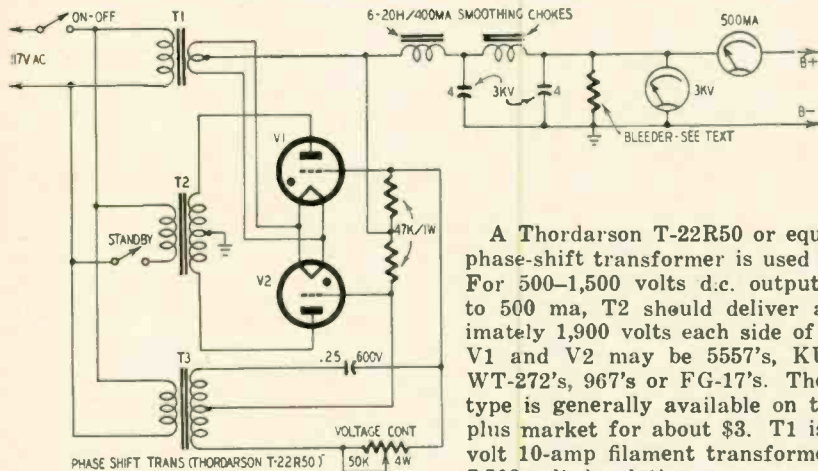 T1
ON-OFF
117V AC
6-20H/400MA SMOOTHING CHOKES
500MA
B+
4
3KV
4
3KV
B-
BLEEDER-SEE TEXT
V1
T2
STANDBY
47K/1W
V2
T3
.25
600V
VOLTAGE CONT
50K
4W
PHASE SHIFT TRANS (THORDARSON T-22R50)
A Thordarson T-22R50 or equ
phase-shift transformer is used
For 500–1,500 volts d.c. output
to 500 ma, T2 should deliver a
imately 1,900 volts each side of
V1 and V2 may be 5557's, KU
WT-272's, 967's or FG-17's. The
type is generally available on t
plus market for about $3. T1 is
volt 10-amp filament transforme